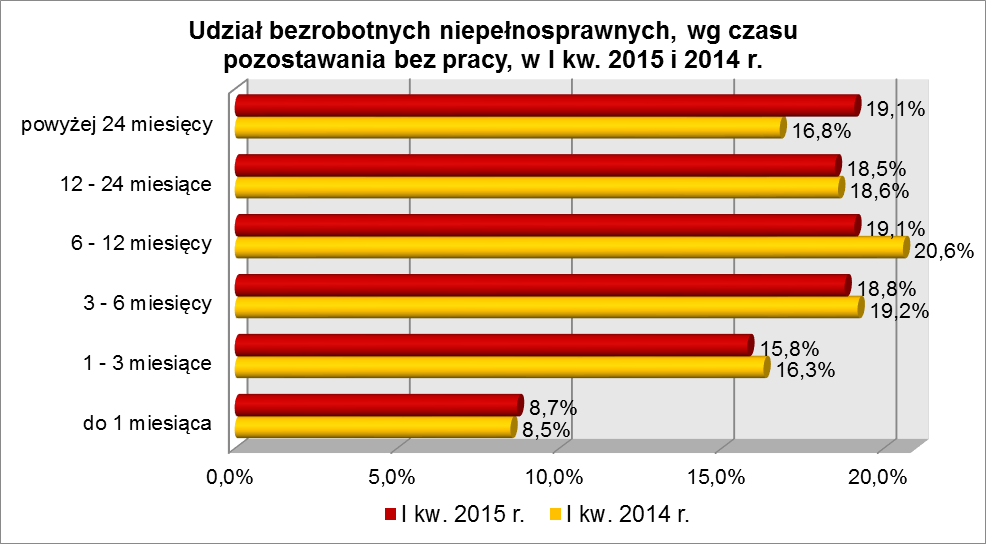 Udział bezrobotnych niepełnosprawnych, wg czasu
pozostawania bez pracy, w I kw. 2015 i 2014 r.
powyżej 24 miesięcy
19,1%
16,8%
12 - 24 miesiące
18,5%
18,6%
6 - 12 miesięcy
19,1%
20,6%
3 - 6 miesięcy
18,8%
19,2%
1 - 3 miesiące
15,8%
16,3%
do 1 miesiąca
8,7%
8,5%
0,0% 5,0% 10,0% 15,0% 20,0%
I kw. 2015 r. I kw. 2014 r.